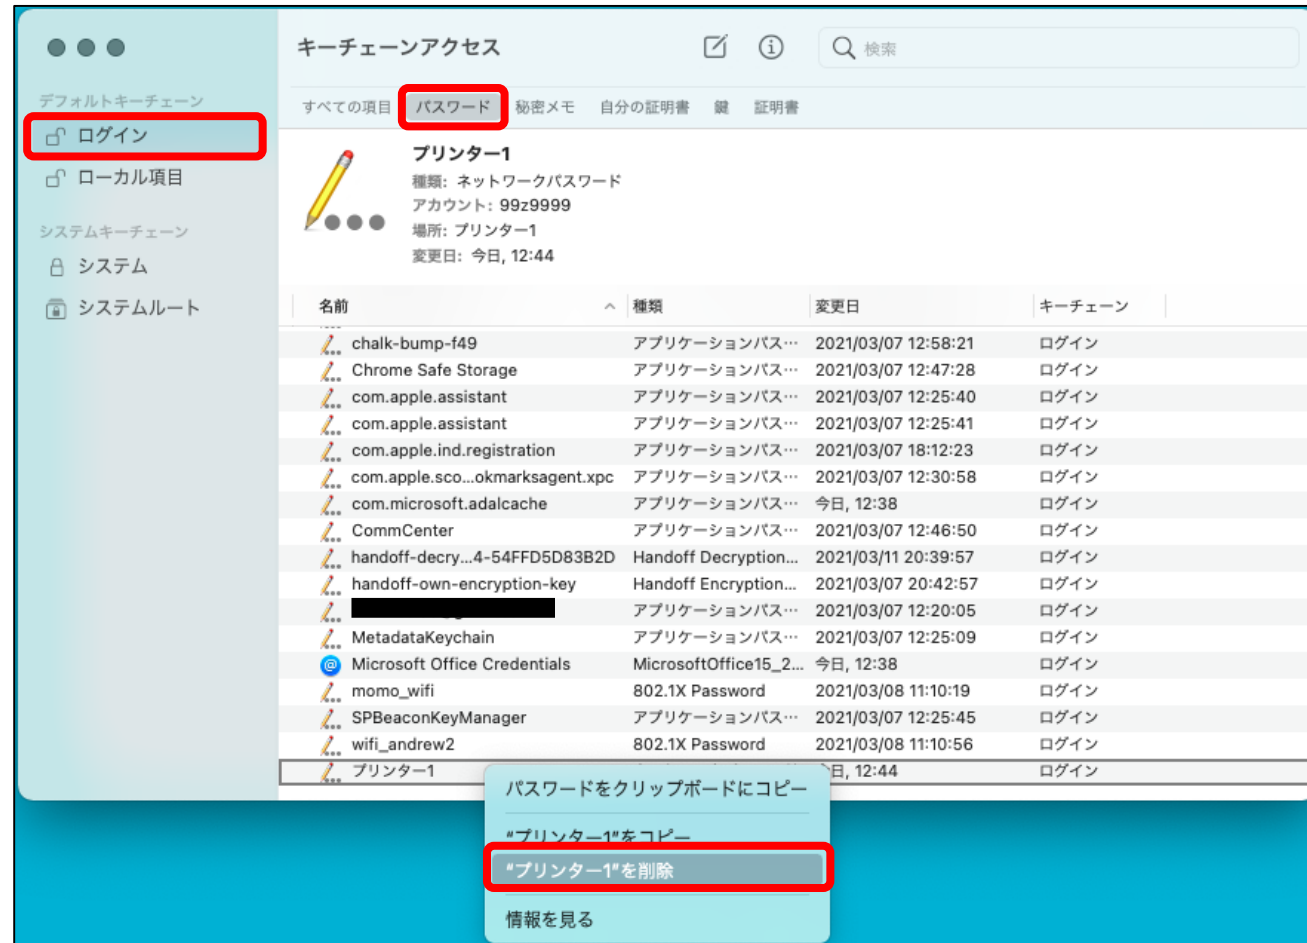 キーチェーンアクセス
検索
デフォルトキーチェーン
ログイン
ローカル項目
システムキーチェーン
システム
システムルート
すべての項目 パスワード 秘密メモ 自分の証明書 鍵 証明書
プリンター1
種類: ネットワークパスワード
アカウント: 99z9999
場所: プリンター1
変更日: 今日, 12:44
名前 種類 変更日 キーチェーン
chalk-bump-f49 アプリケーションパス… 2021/03/07 12:58:21 ログイン
Chrome Safe Storage アプリケーションパス… 2021/03/07 12:47:28 ログイン
com.apple.assistant アプリケーションパス… 2021/03/07 12:25:40 ログイン
com.apple.assistant アプリケーションパス… 2021/03/07 12:25:41 ログイン
com.apple.ind.registration アプリケーションパス… 2021/03/07 18:12:23 ログイン
com.apple.sco...okmarksagent.xpc アプリケーションパス… 2021/03/07 12:30:58 ログイン
com.microsoft.adalcache アプリケーションパス… 今日, 12:38 ログイン
CommCenter アプリケーションパス… 2021/03/07 12:46:50 ログイン
handoff-decry...4-54FFD5D83B2D Handoff Decryption... 2021/03/11 20:39:57 ログイン
handoff-own-encryption-key Handoff Encryption... 2021/03/07 20:42:57 ログイン
アプリケーションパス… 2021/03/07 12:20:05 ログイン
MetadataKeychain アプリケーションパス… 2021/03/07 12:25:09 ログイン
Microsoft Office Credentials MicrosoftOffice15_2... 今日, 12:38 ログイン
momo_wifi 802.1X Password 2021/03/08 11:10:19 ログイン
SPBeaconKeyManager アプリケーションパス… 2021/03/07 12:25:45 ログイン
wifi_andrew2 802.1X Password 2021/03/08 11:10:56 ログイン
プリンター1 日, 12:44 ログイン
パスワードをクリップボードにコピー
“プリンター1”をコピー
“プリンター1”を削除
情報を見る